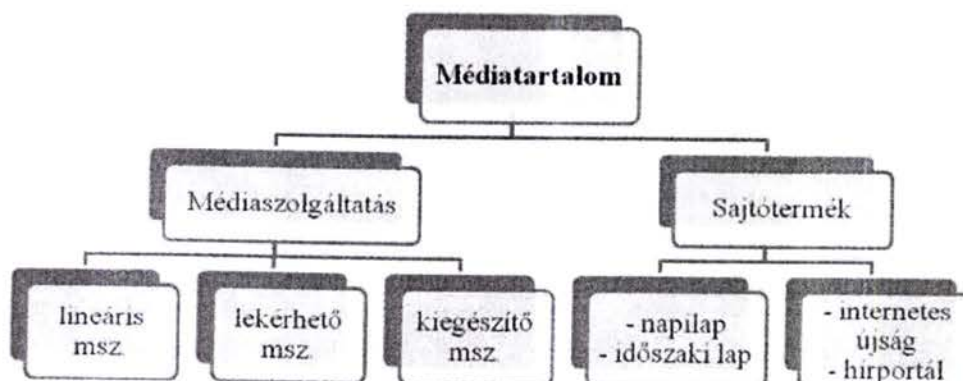 Médiatartalom
Médiaszolgáltatás
Sajtótermék
lineáris
msz.
lekérhető
msz.
kiegészítő
msz.
- napilap
- időszaki lap
- internetes
újság
- hírportál